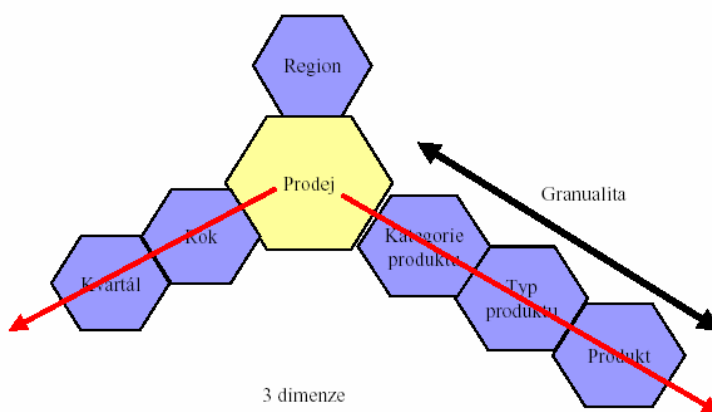 Region
Prodej
Granualita
Rok
Kategorie
produktu
Kvartál
Typ
produktu
Produkt
3 dimenze